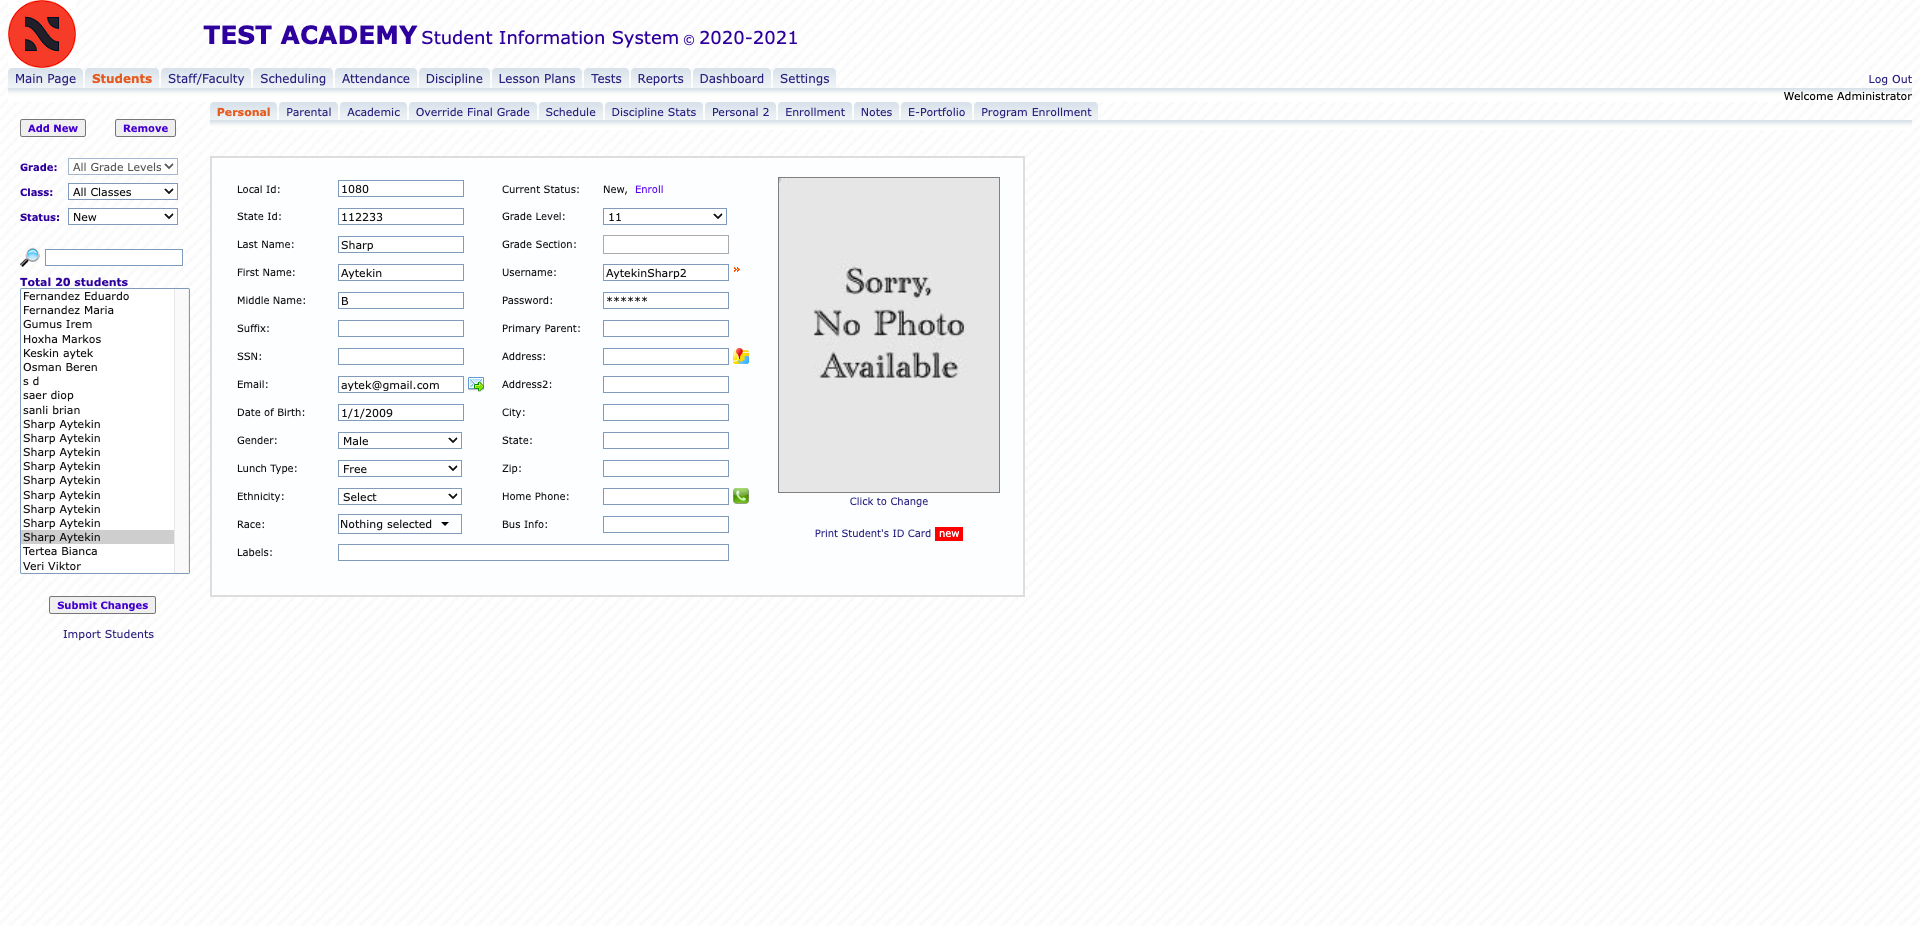 TEST ACADEMY Student Information System © 2020-2021
Main Page Students Staff/Faculty Scheduling Attendance Discipline Lesson Plans Tests Reports Dashboard Settings Log Out
Welcome Administrator
Personal Parental Academic Override Final Grade Schedule Discipline Stats Personal 2 Enrollment Notes E-Portfolio Program Enrollment
Add New Remove
Grade: All Grade Levels
Class: All Classes
Status: New
Total 20 students
Fernandez Eduardo
Fernandez Maria
Gumus Irem
Hoxha Markos
Keskin aytek
Osman Beren
s d
saer diop
sanli brian
Sharp Aytekin
Sharp Aytekin
Sharp Aytekin
Sharp Aytekin
Sharp Aytekin
Sharp Aytekin
Sharp Aytekin
Sharp Aytekin
Sharp Aytekin
Tertea Bianca
Veri Viktor
Submit Changes
Import Students
Local Id: 1080 Current Status: New, Enroll
State Id: 112233 Grade Level: 11
Last Name: Sharp Grade Section:
First Name: Aytekin Username: AytekinSharp2 »
Middle Name: B Password: ******
Suffix: Primary Parent:
SSN: Address:
Email: aytek@gmail.com Address2:
Date of Birth: 1/1/2009 City:
Gender: Male State:
Lunch Type: Free Zip:
Ethnicity: Select Home Phone:
Race: Nothing selected Bus Info:
Labels:
Sorry,
No Photo
Available
Click to Change
Print Student's ID Card new